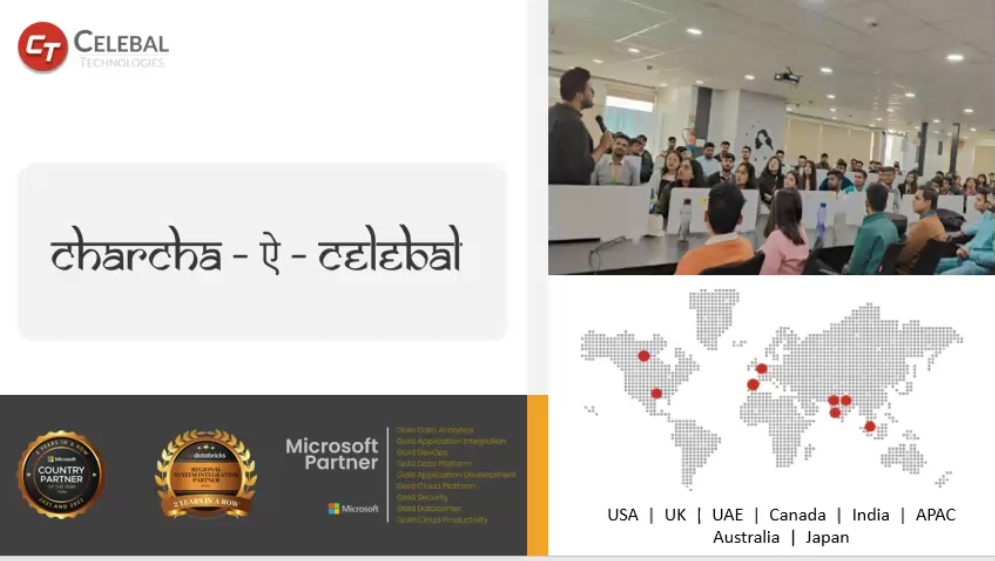 CT CELEBAL
TECHNOLOGIES
charcha - ऐ - celebal
2 YEARS IN A ROW
Microsoft
COUNTRY
PARTNER
OF THE YEAR
2021 AND 2022
databricks
REGIONAL
SYSTEM INTEGRATION
PARTNER
2 YEARS IN A ROW
Microsoft
Partner
Microsoft
Gold Data Analytics
Gold Application Integration
Gold DevOps
Gold Data Platform
Gold Application Development
Gold Cloud Platform
Gold Security
Gold Datacenter
Gold Cloud Productivity
USA | UK | UAE | Canada | India | APAC
Australia | Japan